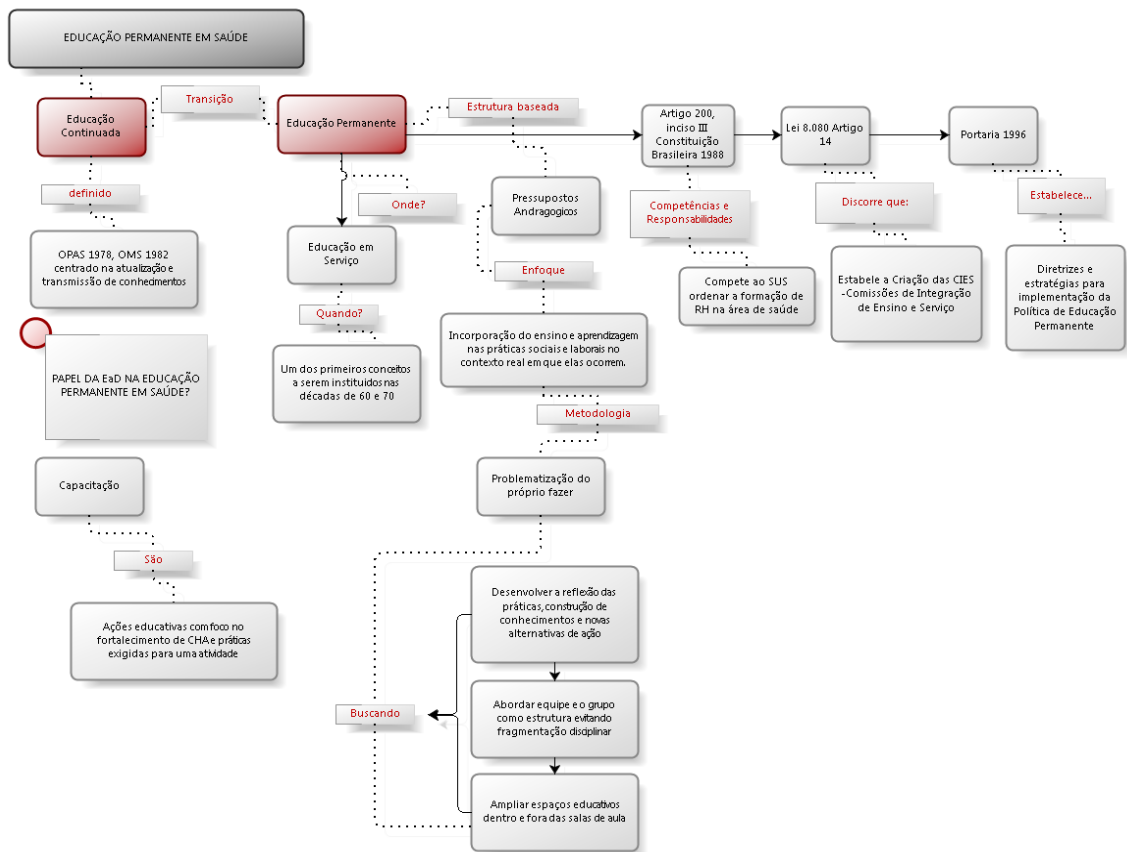 EDUCAÇÃO PERMANENTE EM SAÚDE
Educação
Continuada
Transição
Educação Permanente
Estrutura baseada
Artigo 200,
inciso III
Constituição
Brasileira 1988
Lei 8.080 Artigo
14
Portaria 1996
definido
OPAS 1978, OMS 1982
centrado na atualização e
transmissão de conhecimentos
Onde?
Educação em
Serviço
Quando?
Um dos primeiros conceitos
a serem instituidos nas
décadas de 60 e 70
Pressupostos
Andragogicos
Enfoque
Incorporação do ensino e aprendizagem
nas práticas sociais e laborais no
contexto real em que elas ocorrem.
Metodologia
Problematização do
próprio fazer
Competências e
Responsabilidades
Compete ao SUS
ordenar a formação de
RH na área de saúde
Discorre que:
Estabele a Criação das CIES
-Comissões de Integração
de Ensino e Serviço
Estabelece...
Diretrizes e
estratégias para
implementação da
Política de Educação
Permanente
PAPEL DA EaD NA EDUCAÇÃO
PERMANENTE EM SAÚDE?
Capacitação
São
Ações educativas com foco no
fortalecimento de CHA e práticas
exigidas para uma atividade
Buscando
Desenvolver a reflexão das
práticas, construção de
conhecimentos e novas
alternativas de ação
Abordar equipe e o grupo
como estrutura evitando
fragmentação disciplinar
Ampliar espaços educativos
dentro e fora das salas de aula